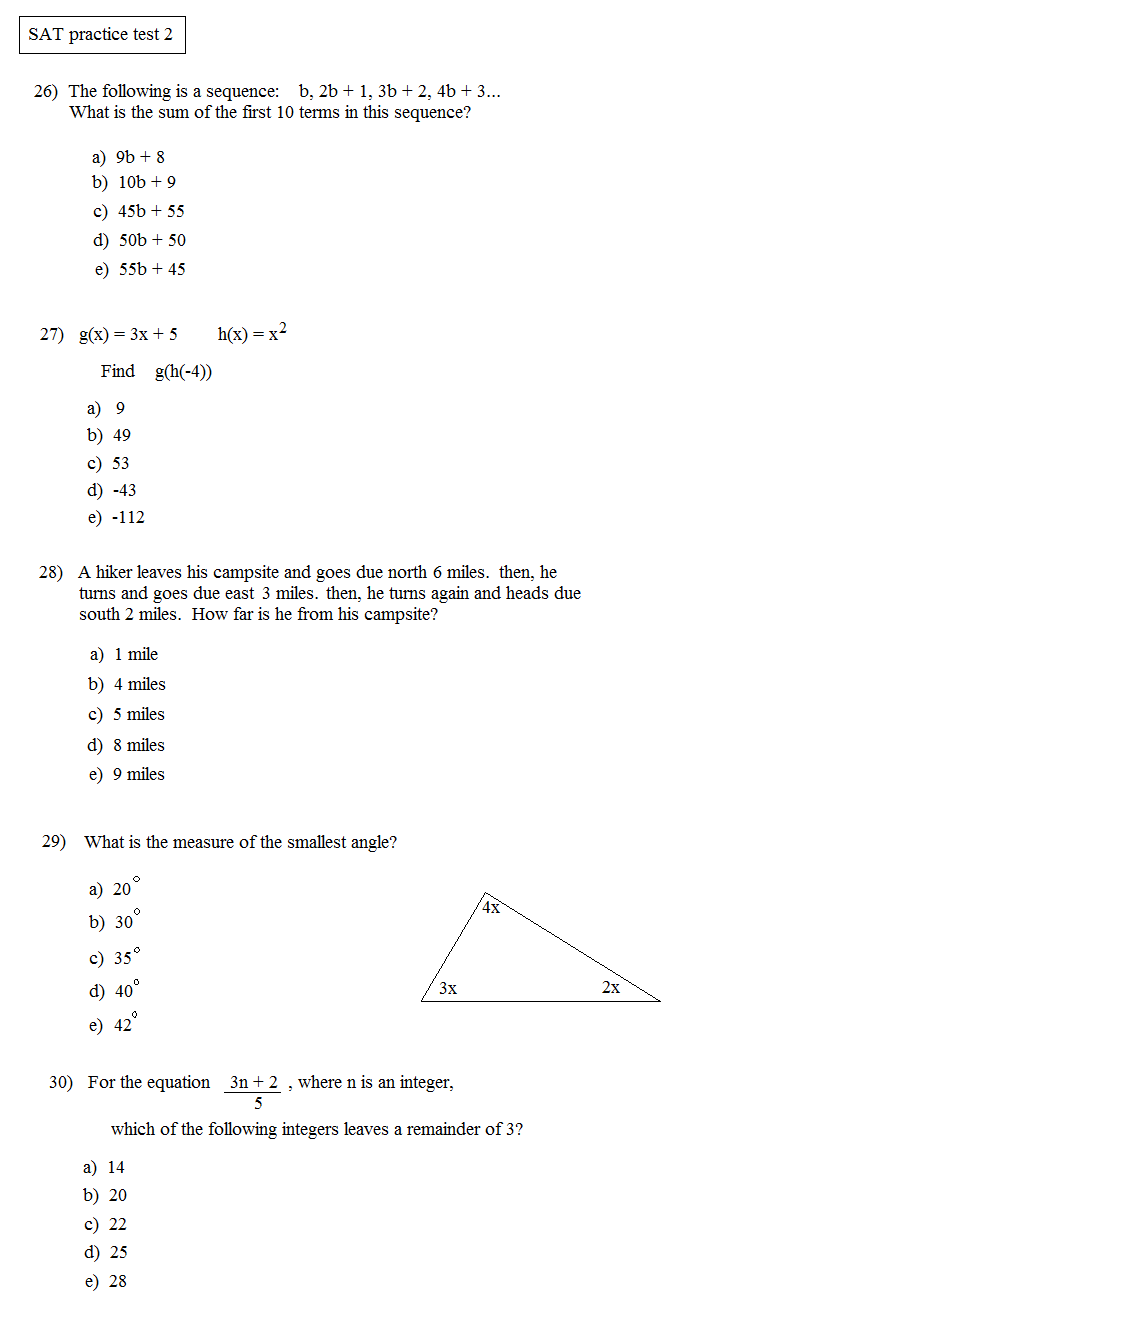 SAT practice test 2
26) The following is a sequence: b, 2b + 1, 3b + 2, 4b + 3...
What is the sum of the first 10 terms in this sequence?
a) 9b + 8
b) 10b + 9
c) 45b + 55
d) 50b + 50
e) 55b + 45
27) g(x) = 3x + 5 h(x) = x²
Find g(h(-4))
a) 9
b) 49
c) 53
d) -43
e) -112
28) A hiker leaves his campsite and goes due north 6 miles. then, he
turns and goes due east 3 miles. then, he turns again and heads due
south 2 miles. How far is he from his campsite?
a) 1 mile
b) 4 miles
c) 5 miles
d) 8 miles
e) 9 miles
29) What is the measure of the smallest angle?
a) 20°
b) 30°
c) 35°
d) 40°
e) 42°
4x
3x
2x
30) For the equation 3n + 2 , where n is an integer,
5
which of the following integers leaves a remainder of 3?
a) 14
b) 20
c) 22
d) 25
e) 28